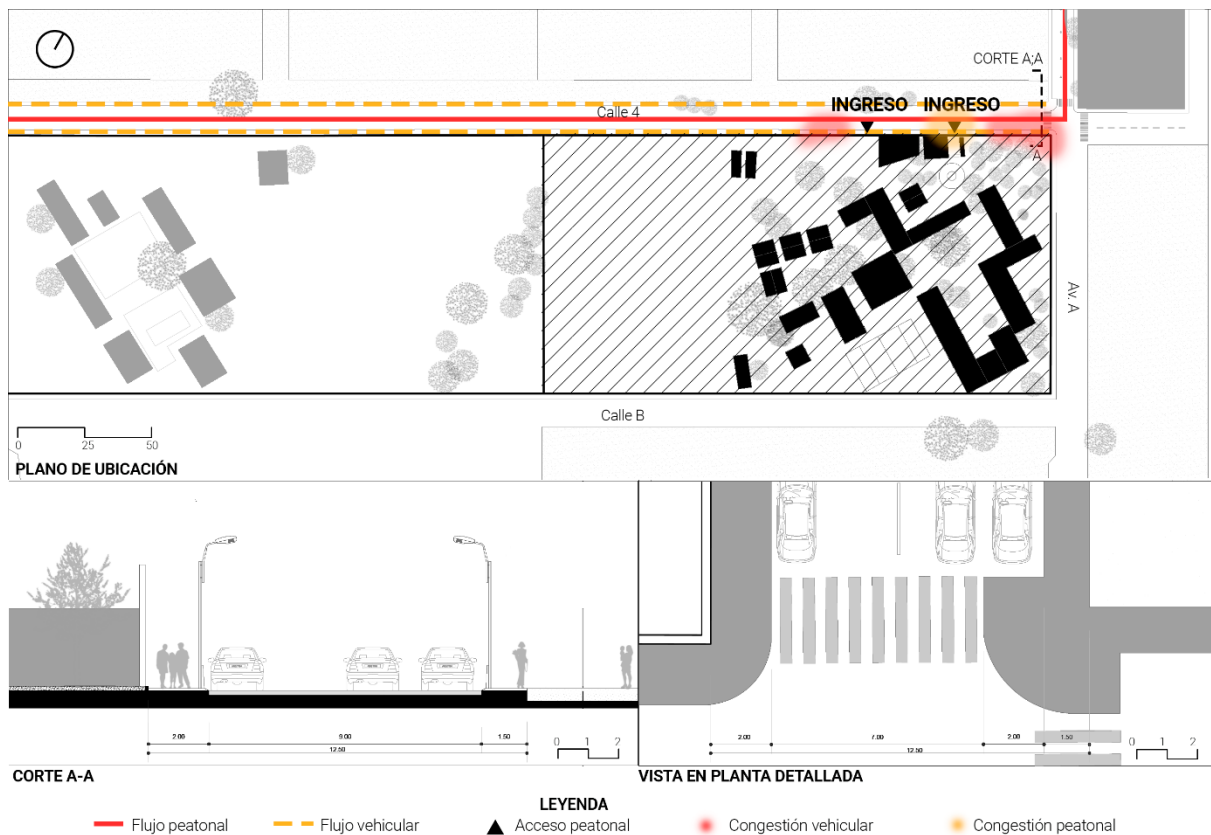 CORTE A;A
INGRESO INGRESO
Calle 4
A
Av. A
Calle B
0 25 50
PLANO DE UBICACIÓN
2.00 9.00 1.50
12.50
0 1 2
CORTE A-A
2.00 7.00 2.00 1.50
12.50
0 1 2
VISTA EN PLANTA DETALLADA
LEYENDA
Flujo peatonal
Flujo vehicular
Acceso peatonal
Congestión vehicular
Congestión peatonal